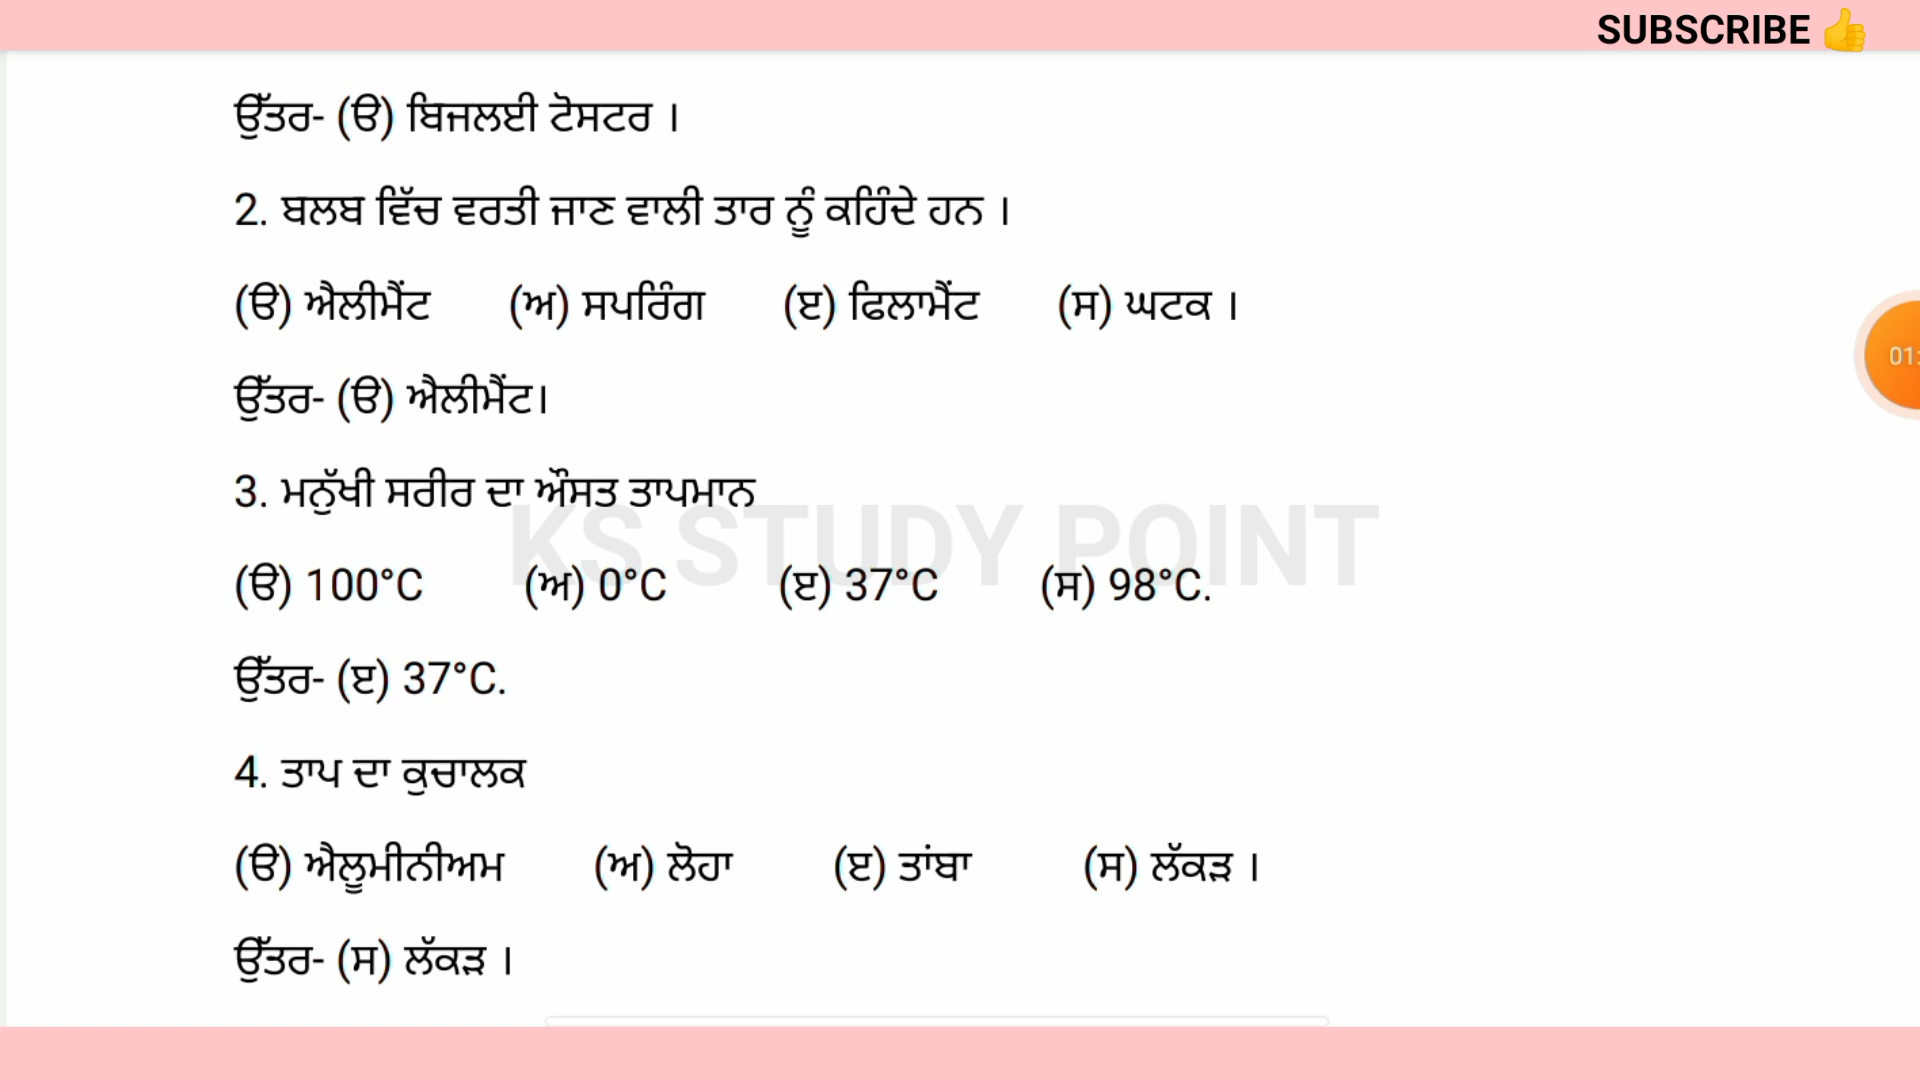 SUBSCRIBE 👍
ਉੱਤਰ- (ੳ) ਬਿਜਲਈ ਟੋਸਟਰ ।
2. ਬਲਬ ਵਿੱਚ ਵਰਤੀ ਜਾਣ ਵਾਲੀ ਤਾਰ ਨੂੰ ਕਹਿੰਦੇ ਹਨ ।
(ੳ) ਐਲੀਮੈਂਟ (ਅ) ਸਪਰਿੰਗ (ੲ) ਫਿਲਾਮੈਂਟ (ਸ) ਘਟਕ ।
01:
ਉੱਤਰ- (ੳ) ਐਲੀਮੈਂਟ।
3. ਮਨੁੱਖੀ ਸਰੀਰ ਦਾ ਔਸਤ ਤਾਪਮਾਨ
KS STUDY POINT
(ੳ) 100°C (ਅ) 0°C (ੲ) 37°C (ਸ) 98°C.
ਉੱਤਰ- (ੲ) 37°C.
4. ਤਾਪ ਦਾ ਕੁਚਾਲਕ
(ੳ) ਐਲੂਮੀਨੀਅਮ (ਅ) ਲੋਹਾ (ੲ) ਤਾਂਬਾ (ਸ) ਲੱਕੜ ।
ਉੱਤਰ- (ਸ) ਲੱਕੜ ।